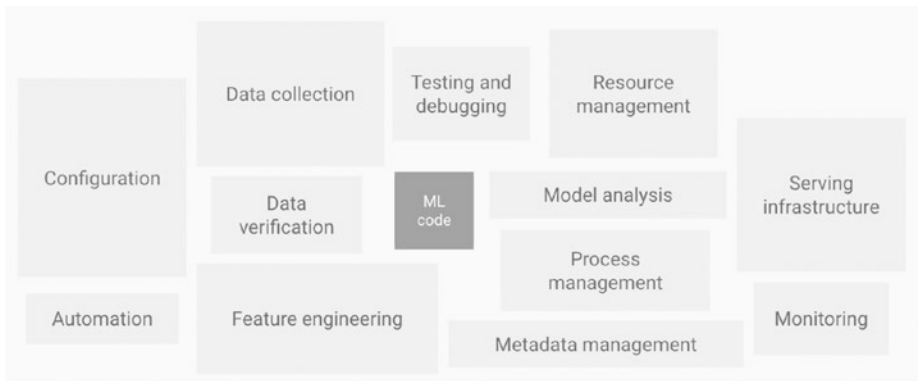 Configuration
Automation
Data collection
Data
verification
Feature engineering
Testing and
debugging
ML
code
Resource
management
Model analysis
Process
management
Metadata management
Serving
infrastructure
Monitoring